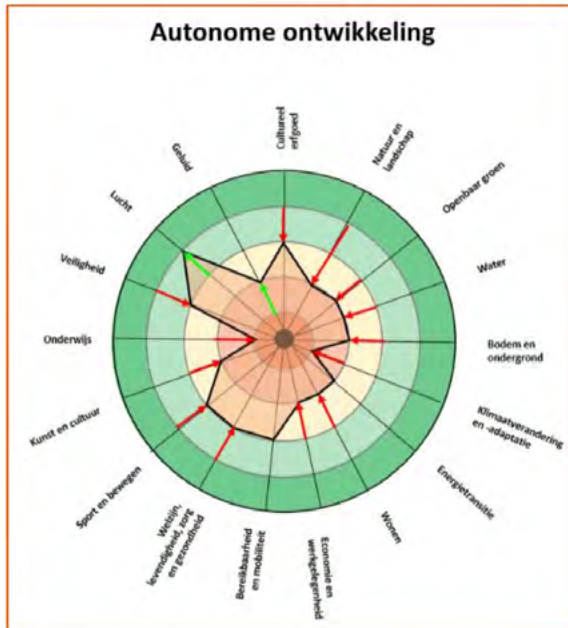 Autonome ontwikkeling
Cultureel
erfgoed
Natuur en
landschap
Openbaar groen
Water
Bodem en
ondergrond
Klimaatverandering
en -adaptatie
Energietransitie
Wonen
Economie en
werkgelegenheid
Bereikbaarheid
en mobiliteit
Welzijn,
levendigheid, zorg
en gezondheid
Sport en bewegen
Kunst en cultuur
Onderwijs
Veiligheid
Lucht
Geluid